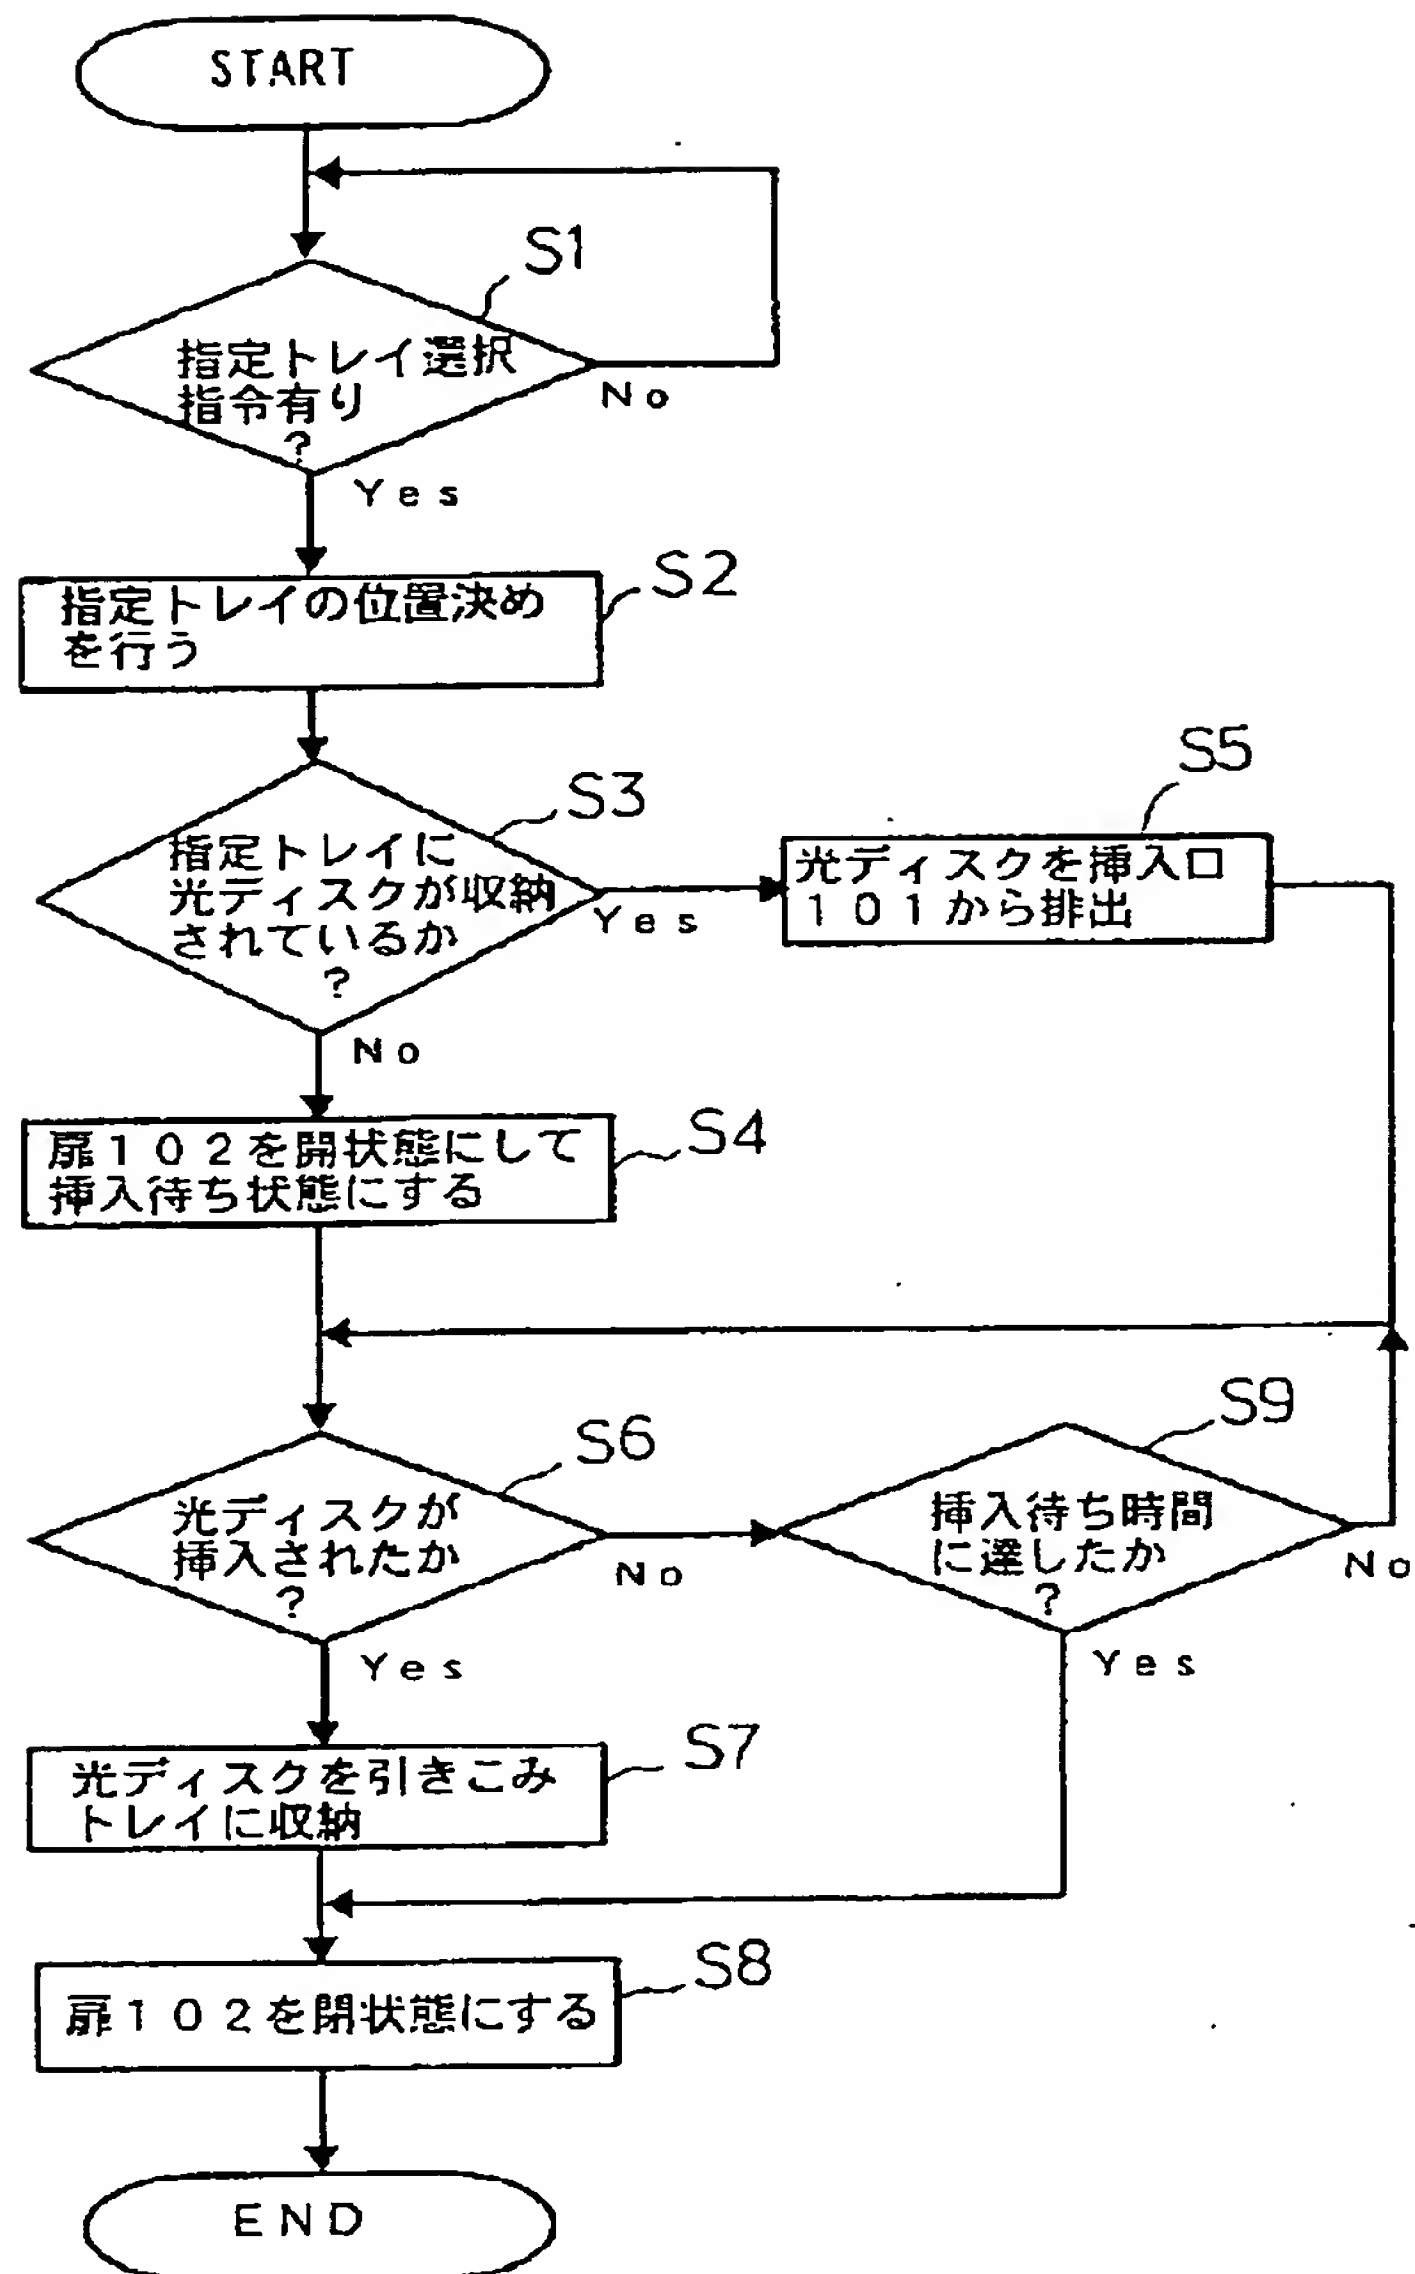 START
S1
指定トレイ選択
指令有り
?
No
Yes
S2
指定トレイの位置決め
を行う
S3
指定トレイに
光ディスクが収納
されているか
?
Yes
No
S5
光ディスクを挿入口
101から排出
S4
扉102を開状態にして
挿入待ち状態にする
S6
光ディスクが
挿入されたか
?
No
Yes
S9
挿入待ち時間
に達したか
?
No
Yes
S7
光ディスクを引きこみ
トレイに収納
S8
扉102を閉状態にする
END